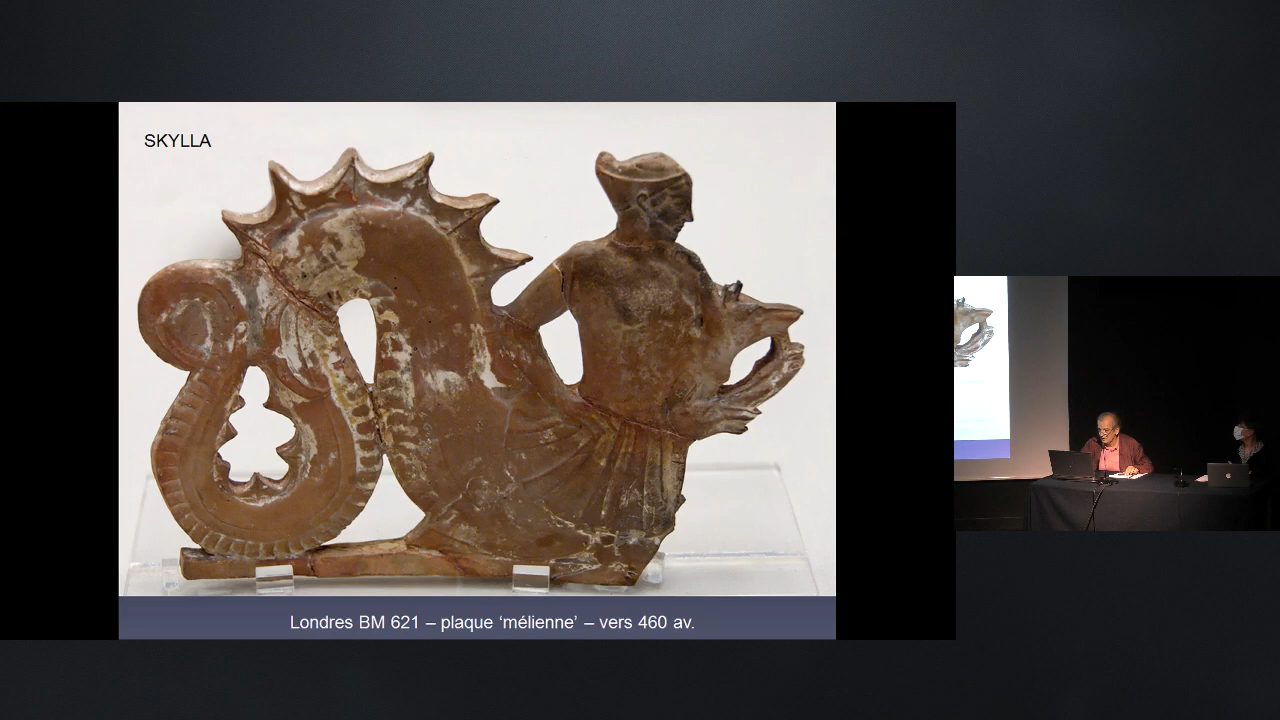 SKYLLA
Londres BM 621 – plaque ‘mélienne’ – vers 460 av.